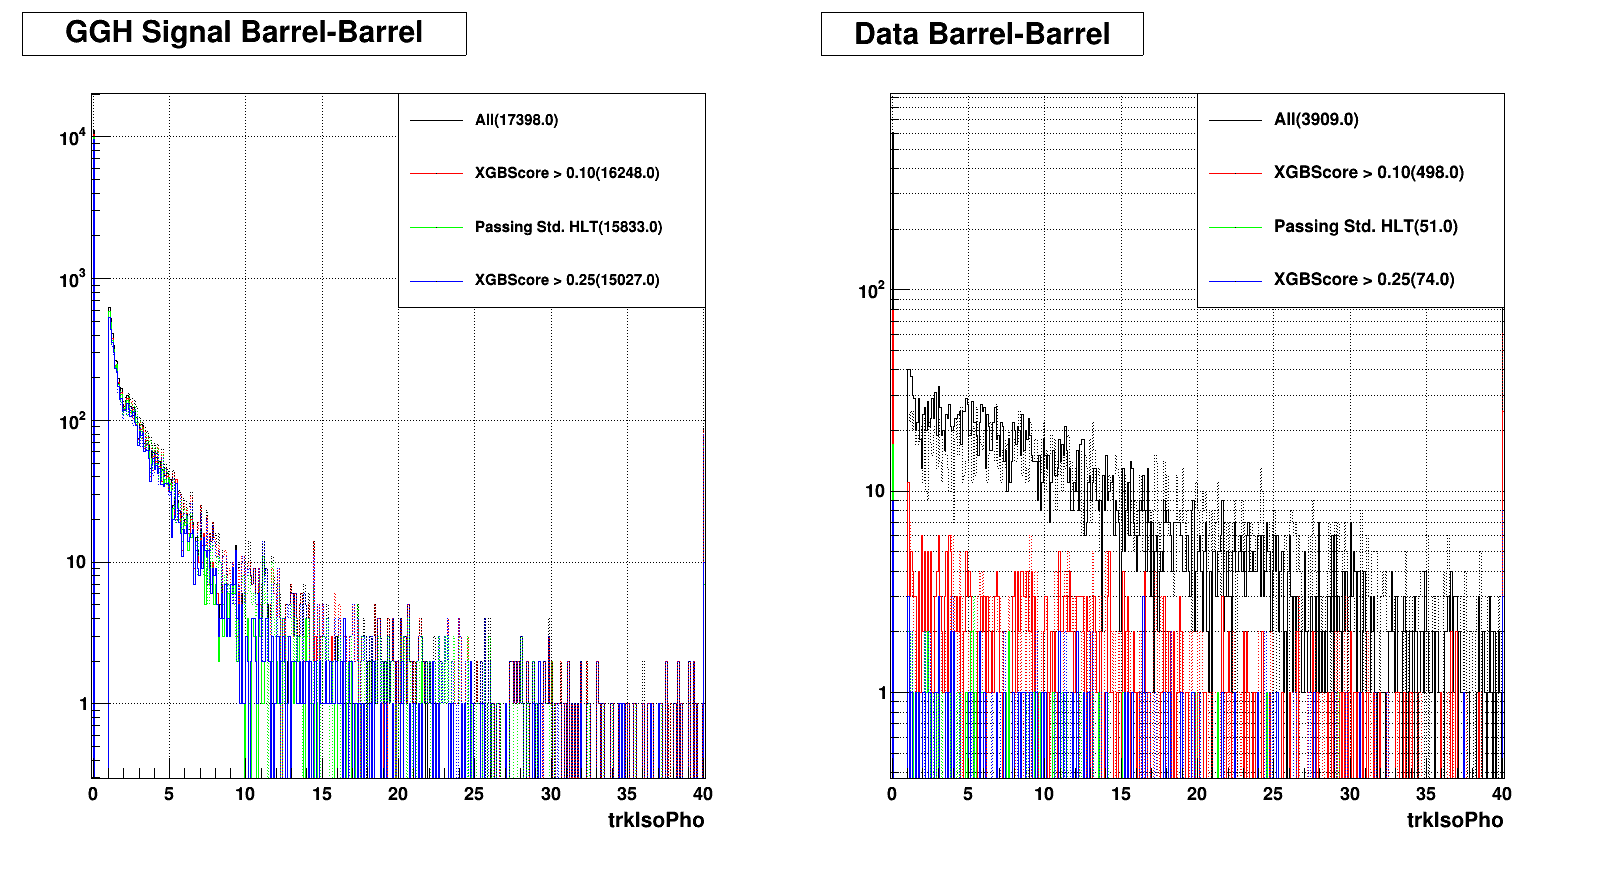 GGH Signal Barrel-Barrel
All(17398.0)
XGBScore > 0.10(16248.0)
Passing Std. HLT(15833.0)
XGBScore > 0.25(15027.0)
10^4
10^3
10^2
10
1
0 5 10 15 20 25 30 35 40
trkIsoPho
Data Barrel-Barrel
All(3909.0)
XGBScore > 0.10(498.0)
Passing Std. HLT(51.0)
XGBScore > 0.25(74.0)
10^2
10
1
0 5 10 15 20 25 30 35 40
trkIsoPho